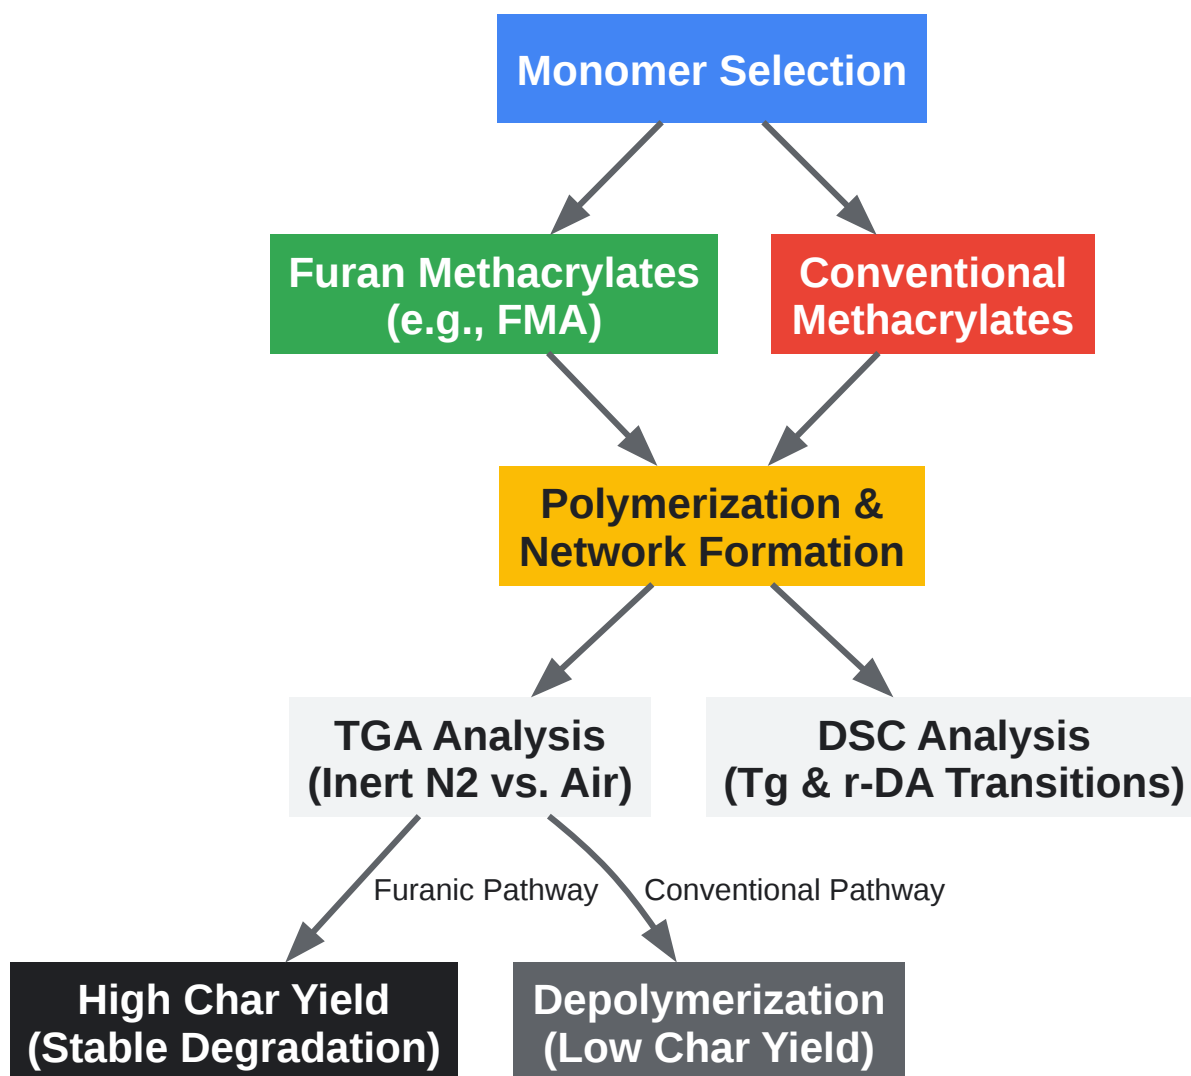 Monomer Selection
Furan Methacrylates
(e.g., FMA)
Conventional
Methacrylates
Polymerization &
Network Formation
TGA Analysis
(Inert N2 vs. Air)
DSC Analysis
(Tg & r-DA Transitions)
Furanic Pathway
Conventional Pathway
High Char Yield
(Stable Degradation)
Depolymerization
(Low Char Yield)